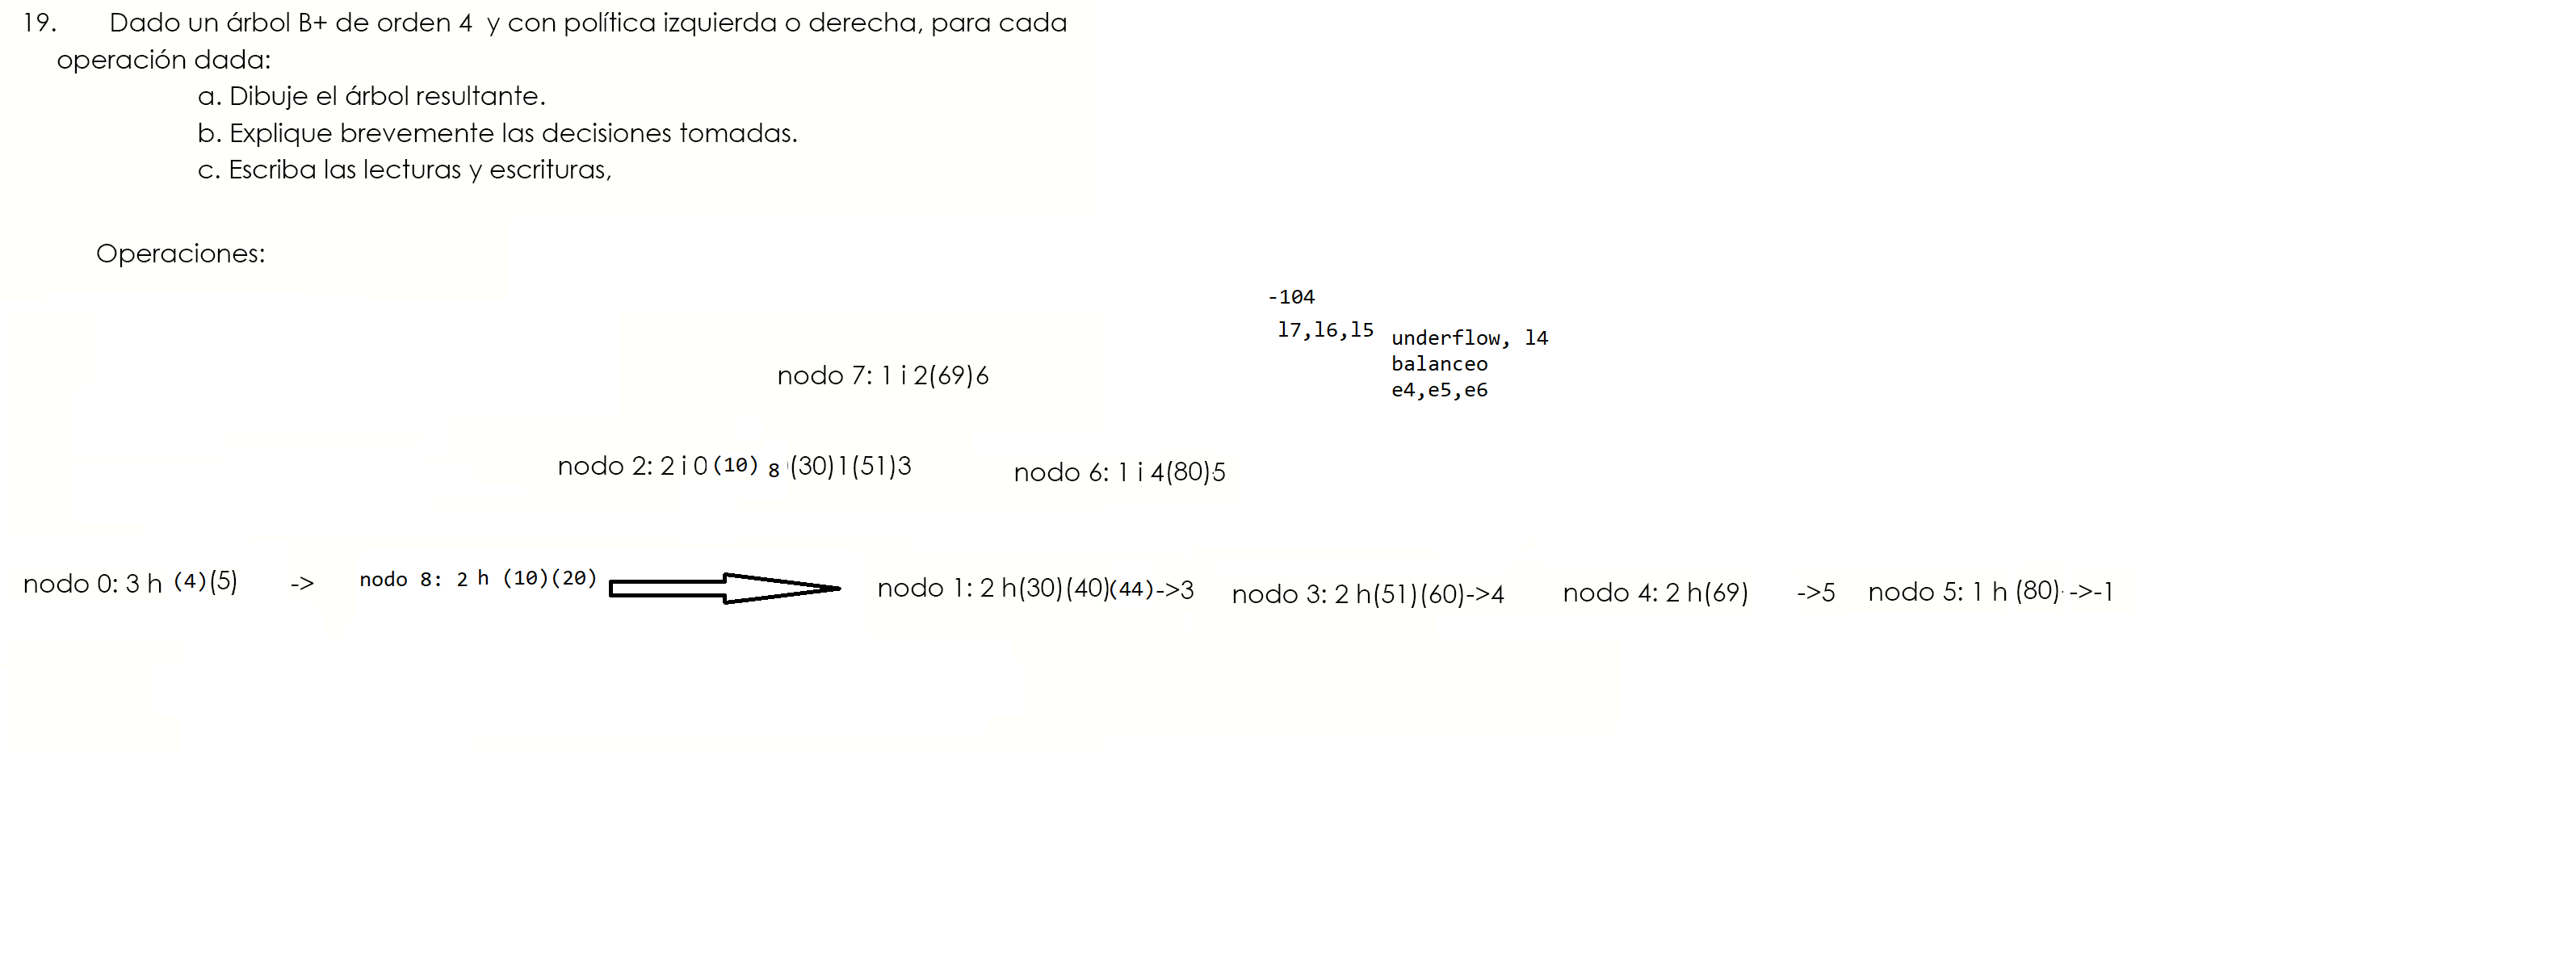 19. Dado un árbol B+ de orden 4 y con política izquierda o derecha, para cada
operación dada:
a. Dibuje el árbol resultante.
b. Explique brevemente las decisiones tomadas.
c. Escriba las lecturas y escrituras,
Operaciones:
-104
l7,l6,l5 underflow, l4
balanceo
e4,e5,e6
nodo 7: 1 i 2(69)6
nodo 2: 2 i 0(10) 8 (30)1(51)3 nodo 6: 1 i 4(80)5
nodo 0: 3 h (4)(5) -> nodo 8: 2 h (10)(20) nodo 1: 2 h(30)(40)(44)->3 nodo 3: 2 h(51)(60)->4 nodo 4: 2 h(69) ->5 nodo 5: 1 h (80) ->-1